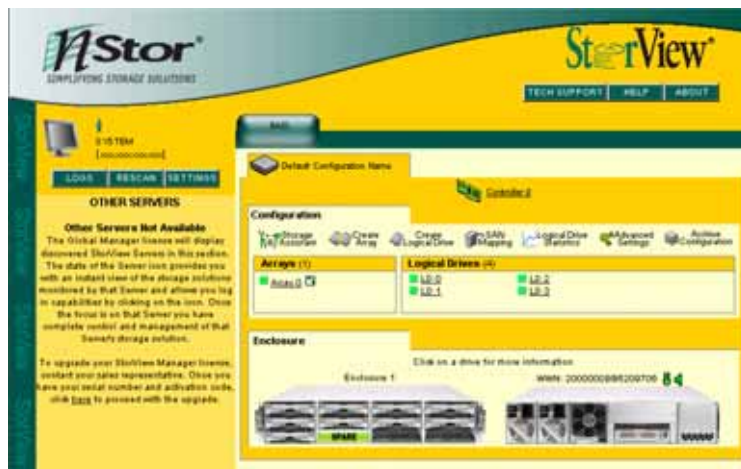 nStor
SIMPLIFYING STORAGE SOLUTIONS
StorView
TECH SUPPORT HELP ABOUT
SYSTEM
LOGS RESCAN SETTINGS
OTHER SERVERS
Other Servers Not Available
The Global Manager license will display
discovered StorView Servers in this section.
The state of the Server icon provides you
with an instant view of the storage solutions
monitored by that Server and allows you log
in capabilities by clicking on the icon. Once
the focus is on that Server you have
complete control and management of that
Server's storage solution.
To upgrade your StorView Manager license,
contact your sales representative. Once you
have your serial number and activation code,
click here to proceed with the upgrade.
Default Configuration Name
Controller 0
Configuration
Storage Assistant
Create Array
Create Logical Drive
SAN Mapping
Logical Drive Statistics
Advanced Settings
Archive Configuration
Arrays (1)
Array 0
Logical Drives (4)
LD 0 LD 2
LD 1 LD 3
Enclosure
Click on a drive for more information
Enclosure 1
SPARE
StorView